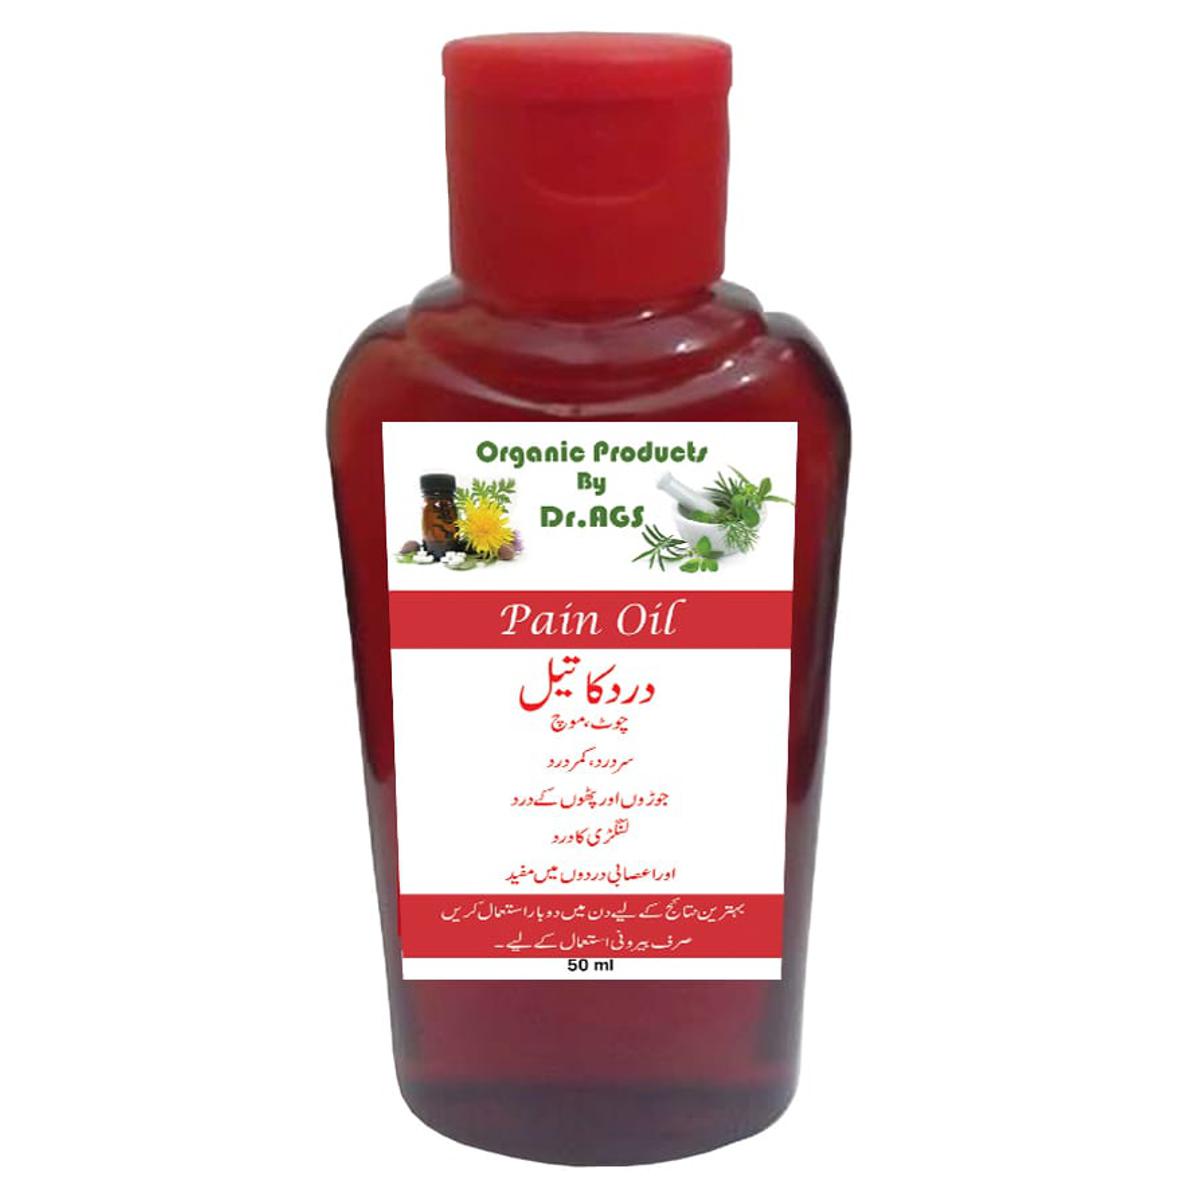 Organic Products
By
Dr.AGS
Pain Oil
درد کا تیل
چوٹ، موچ
سر درد، کمر درد
جوڑوں اور پٹھوں کے درد
لنگڑی کا درد
اور اعصابی دردوں میں مفید
بہترین نتائج کے لیے دن میں دو بار استعمال کریں
صرف بیرونی استعمال کے لیے ۔
50 ml